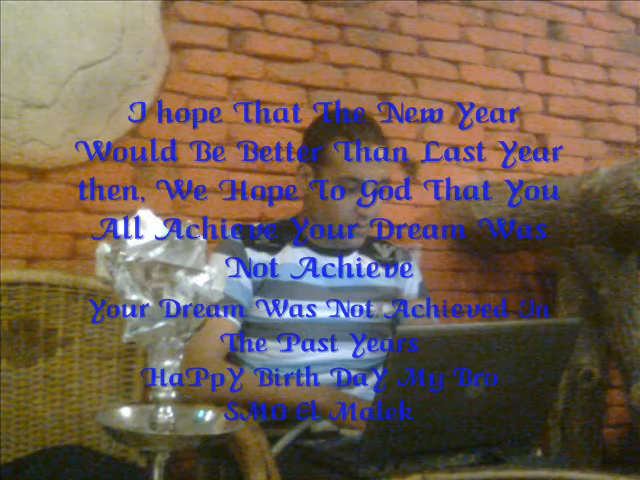 I hope That The New Year
Would Be Better Than Last Year
then, We Hope To God That You
All Achieve Your Dream Was
Not Achieve
Your Dream Was Not Achieved In
The Past Years
HaPpY Birth DaY My Bro
SMO El Malek